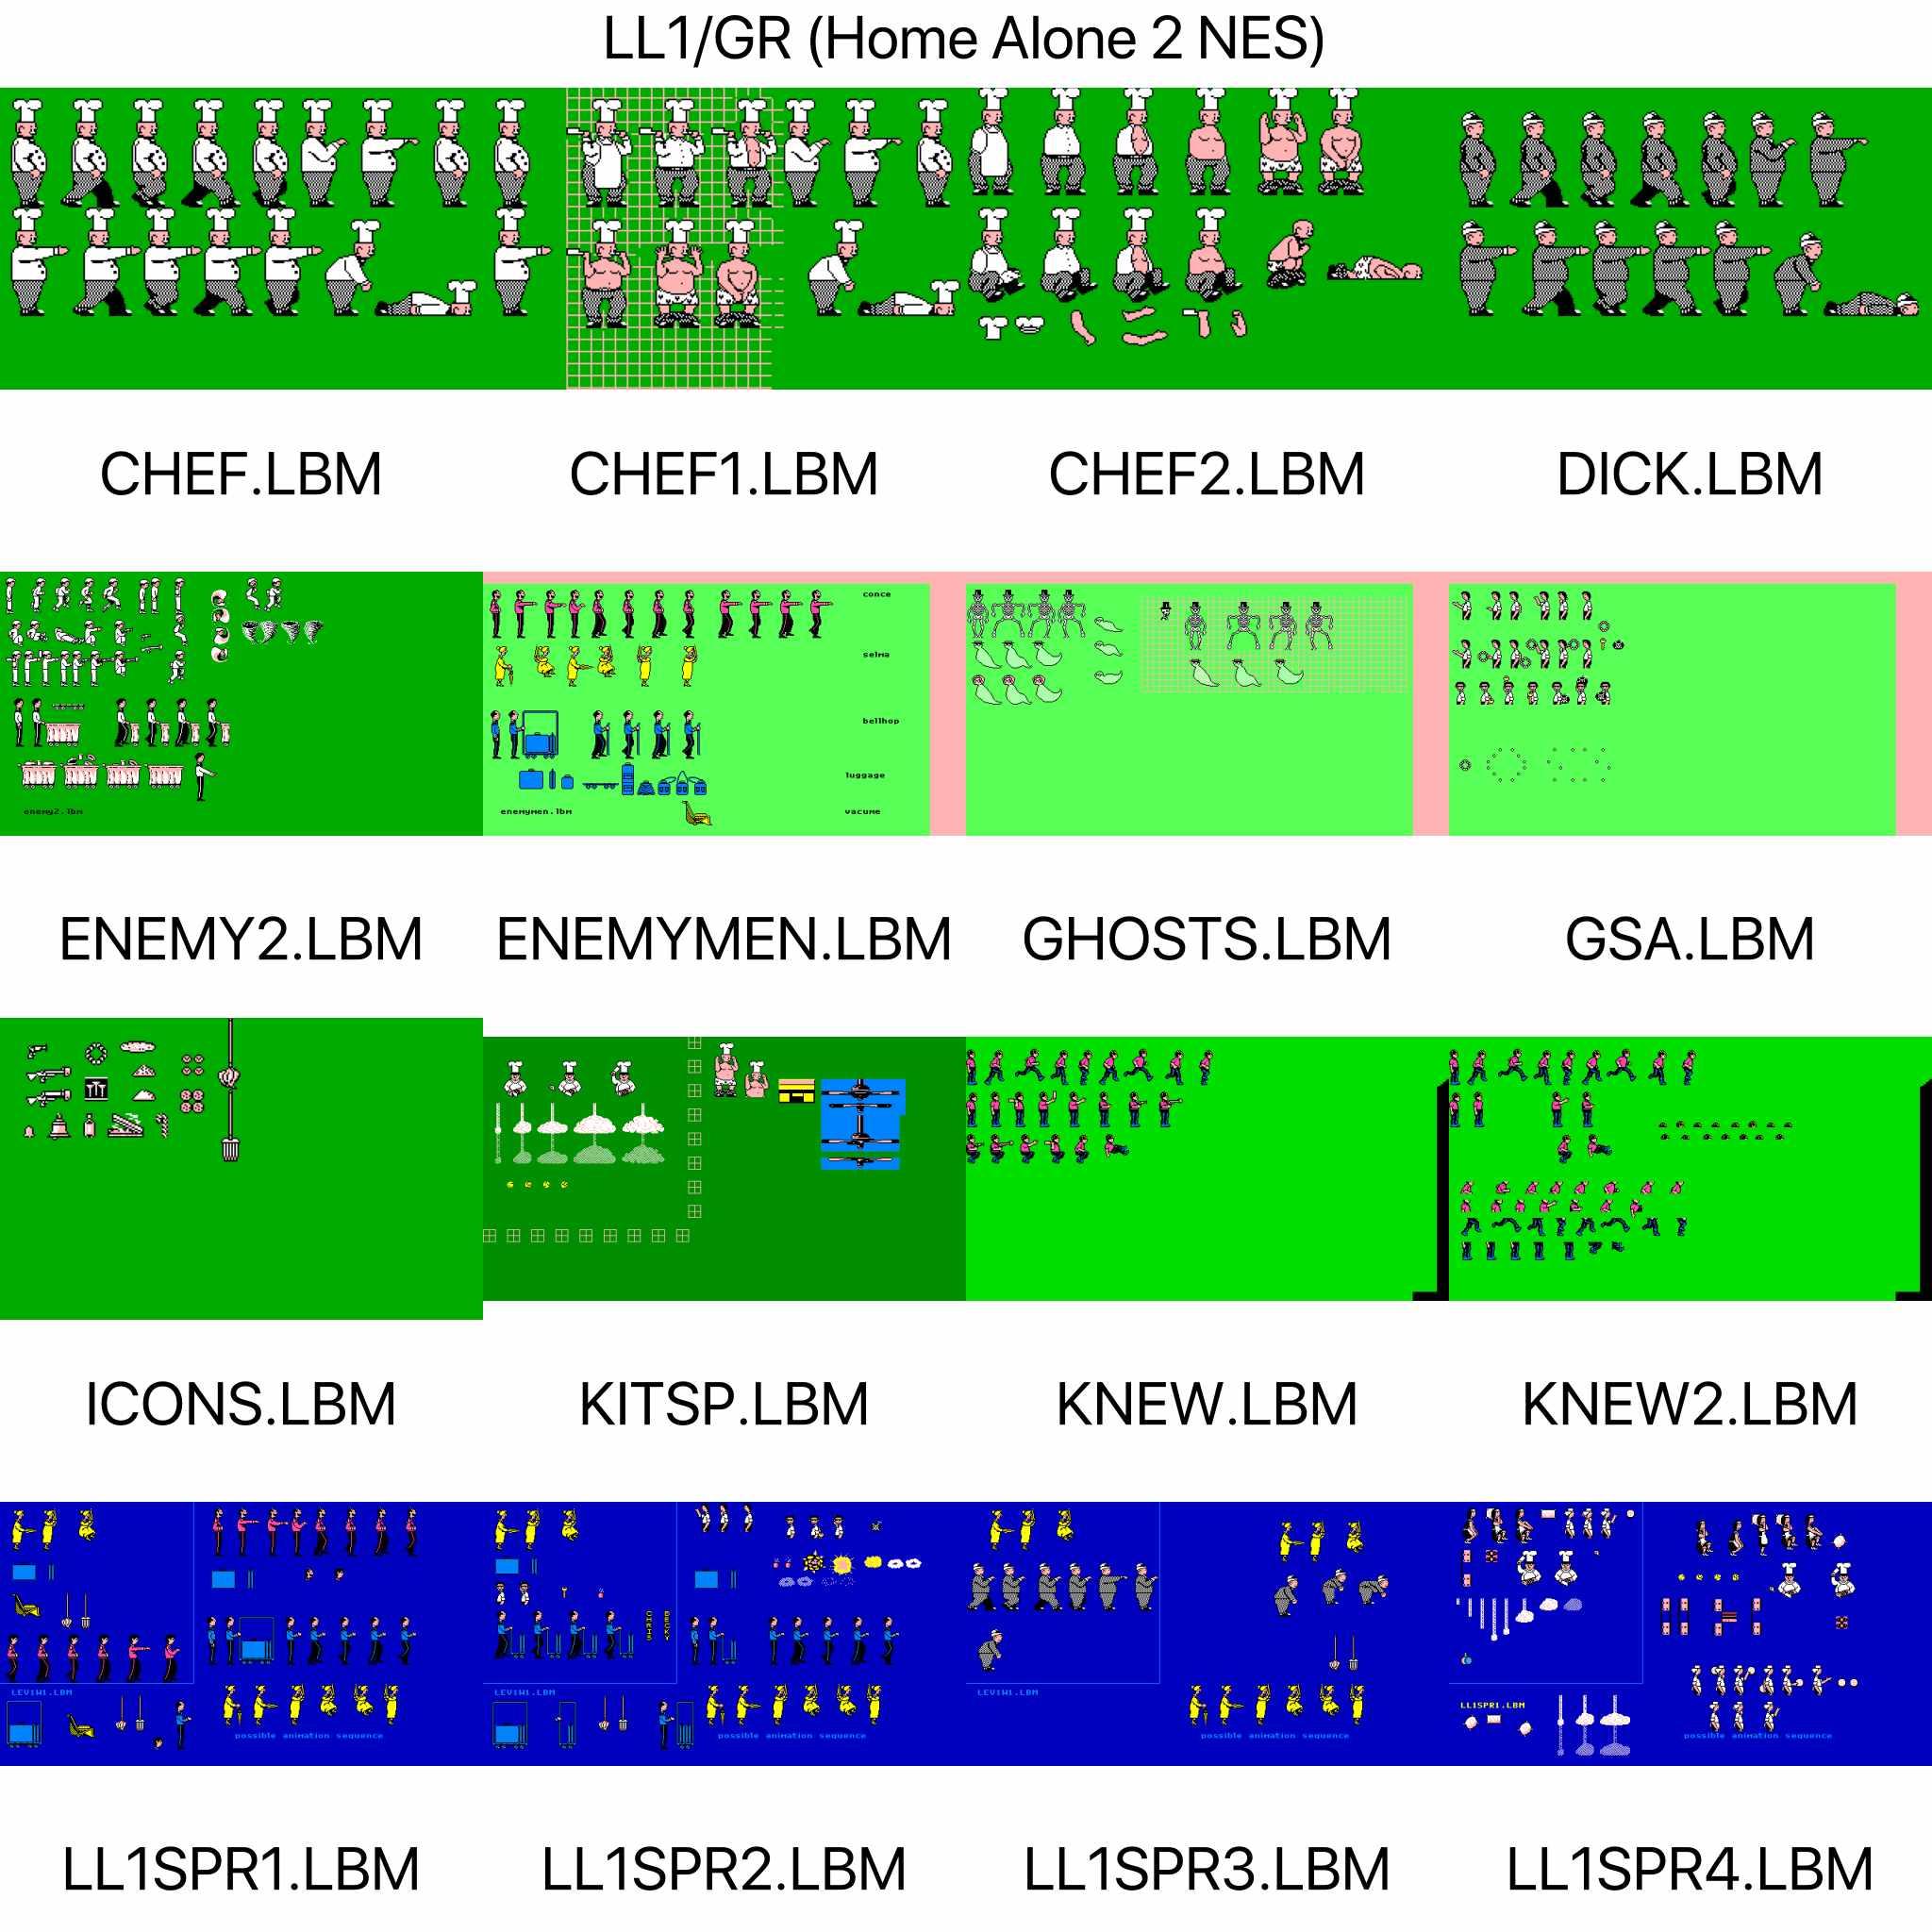 LL1/GR (Home Alone 2 NES)
CHEF.LBM
CHEF1.LBM
CHEF2.LBM
DICK.LBM
conce
selma
bellhop
luggage
enemy2.lbm
enemymen.lbm
vacume
ENEMY2.LBM
ENEMYMEN.LBM
GHOSTS.LBM
GSA.LBM
ICONS.LBM
KITSP.LBM
KNEW.LBM
KNEW2.LBM
CHRIS
BECKY
LEV1W1.LBM
LEV1W1.LBM
LEV1W1.LBM
LL1SPR1.LBM
possible animation sequence
possible animation sequence
possible animation sequence
possible animation sequence
LL1SPR1.LBM
LL1SPR2.LBM
LL1SPR3.LBM
LL1SPR4.LBM